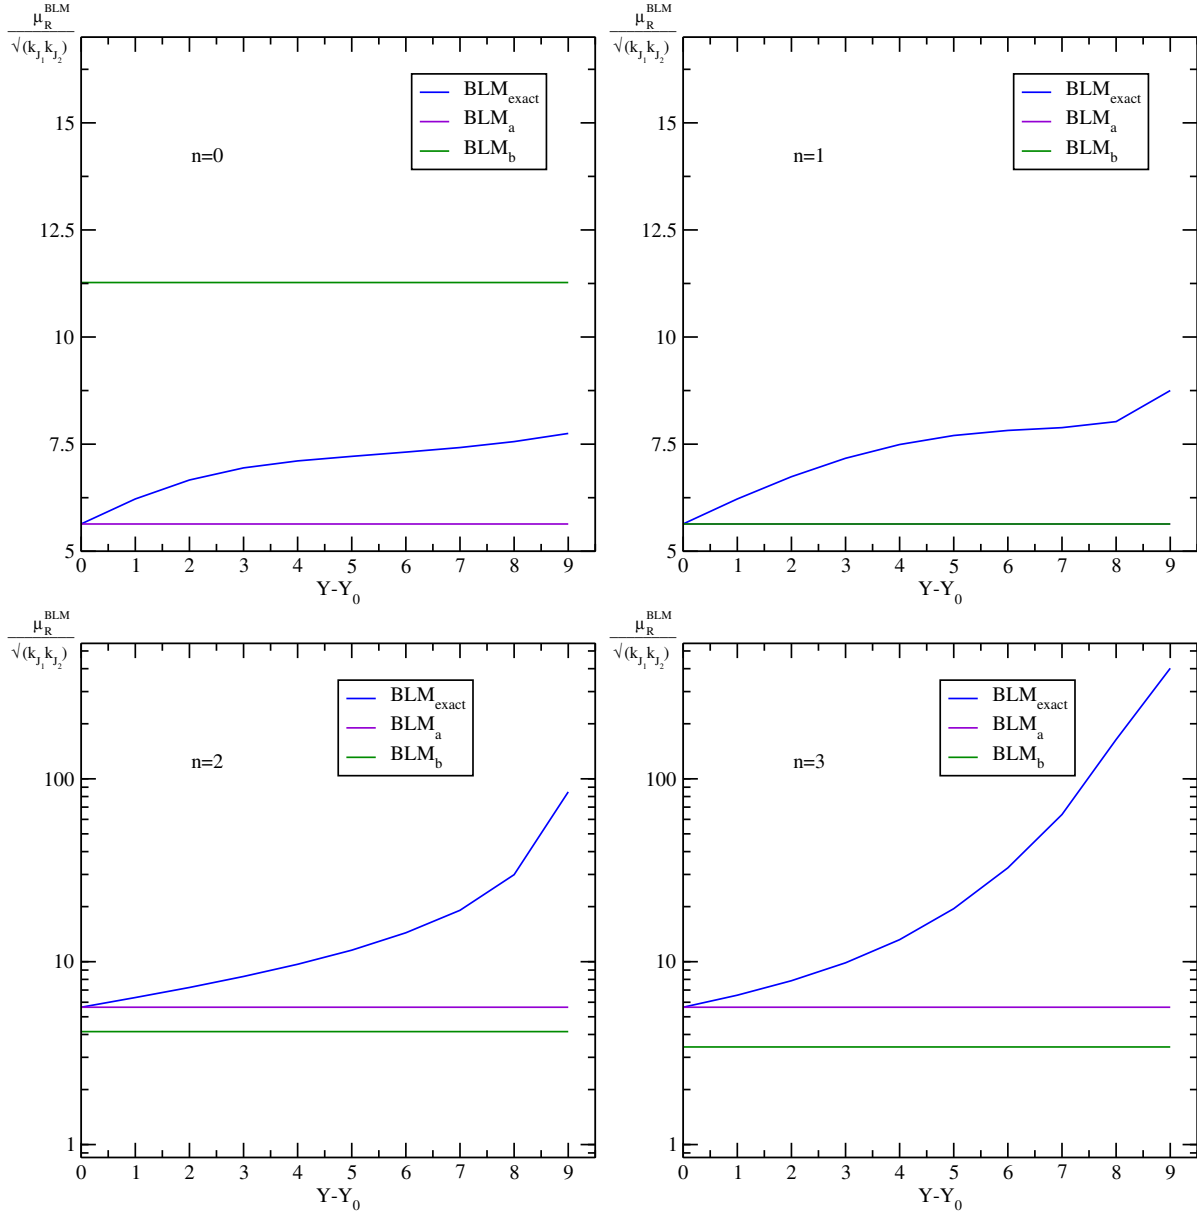 μ_R^BLM
√(k_J₁ k_J₂)
BLM_exact
BLM_a
BLM_b
n=0
15
12.5
10
7.5
5
0 1 2 3 4 5 6 7 8 9
Y-Y₀
μ_R^BLM
√(k_J₁ k_J₂)
BLM_exact
BLM_a
BLM_b
n=1
15
12.5
10
7.5
5
0 1 2 3 4 5 6 7 8 9
Y-Y₀
μ_R^BLM
√(k_J₁ k_J₂)
BLM_exact
BLM_a
BLM_b
n=2
100
10
1
0 1 2 3 4 5 6 7 8 9
Y-Y₀
μ_R^BLM
√(k_J₁ k_J₂)
BLM_exact
BLM_a
BLM_b
n=3
100
10
1
0 1 2 3 4 5 6 7 8 9
Y-Y₀